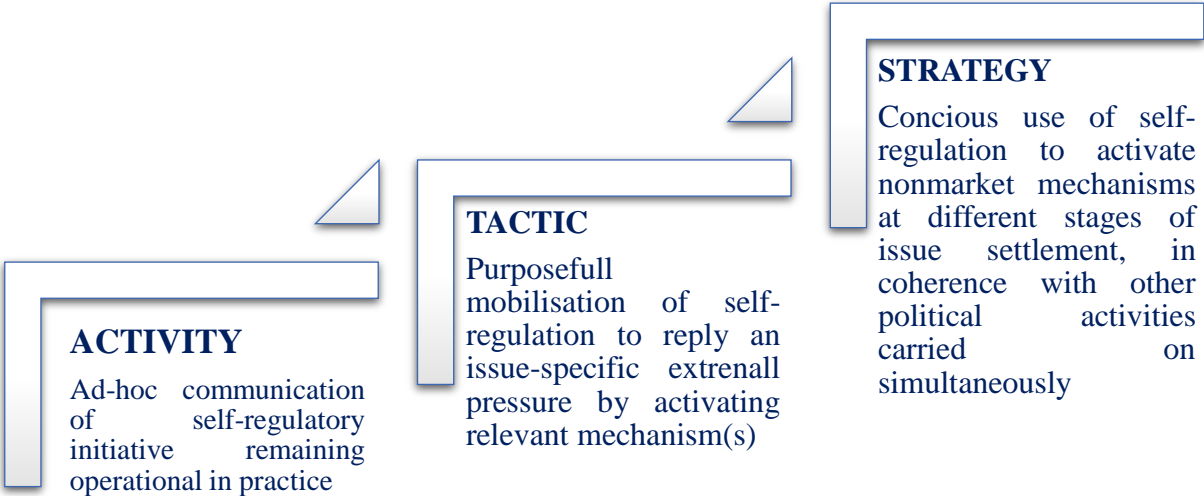 ACTIVITY
Ad-hoc communication
of self-regulatory
initiative remaining
operational in practice
TACTIC
Purposefull
mobilisation of self-
regulation to reply an
issue-specific extrenall
pressure by activating
relevant mechanism(s)
STRATEGY
Concious use of self-
regulation to activate
nonmarket mechanisms
at different stages of
issue settlement, in
coherence with other
political activities
carried on
simultaneously